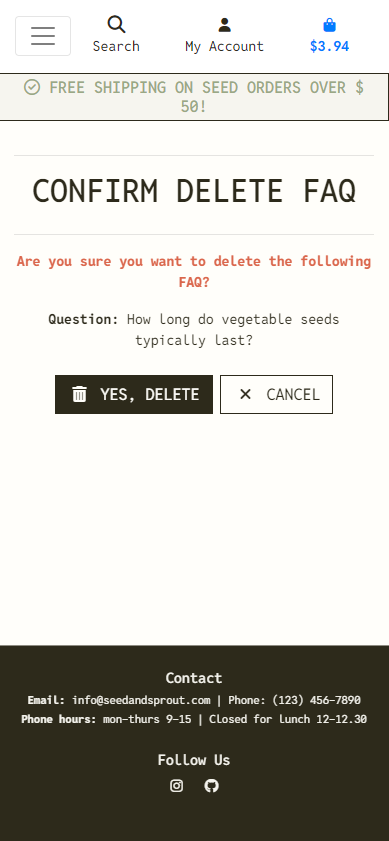 Search
My Account
$3.94
FREE SHIPPING ON SEED ORDERS OVER $
50!
CONFIRM DELETE FAQ
Are you sure you want to delete the following
FAQ?
Question: How long do vegetable seeds
typically last?
YES, DELETE
CANCEL
Contact
Email: info@seedandsprout.com | Phone: (123) 456-7890
Phone hours: mon-thurs 9-15 | Closed for lunch 12-12.30
Follow Us